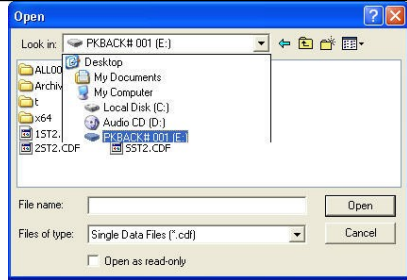 Open
Look in: PKBACK# 001 (E:)
Desktop
My Documents
My Computer
Local Disk (C:)
Audio CD (D:)
PKBACK# 001 (E:)
ALL00
Archiv
t
x64
1ST2.
2ST2.CDF
SST2.CDF
File name:
Open
Files of type: Single Data Files (*.cdf)
Cancel
Open as read-only